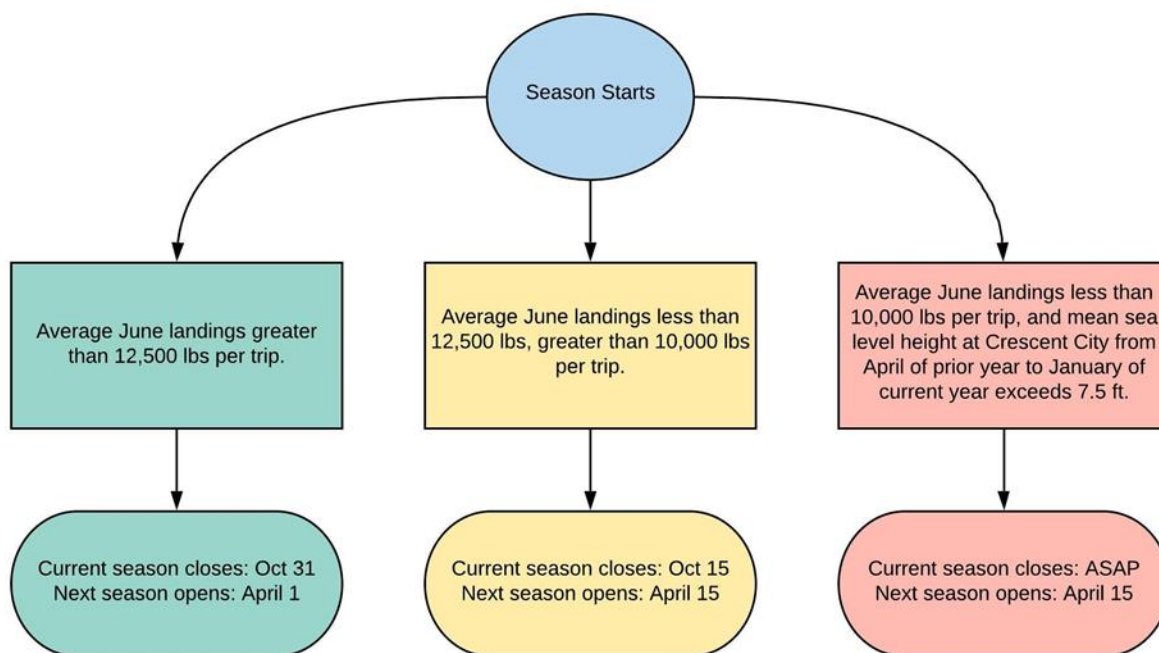 Season Starts
Average June landings greater
than 12,500 lbs per trip.
Average June landings less than
12,500 lbs, greater than 10,000 lbs
per trip.
Average June landings less than
10,000 lbs per trip, and mean sea
level height at Crescent City from
April of prior year to January of
current year exceeds 7.5 ft.
Current season closes: Oct 31
Next season opens: April 1
Current season closes: Oct 15
Next season opens: April 15
Current season closes: ASAP
Next season opens: April 15